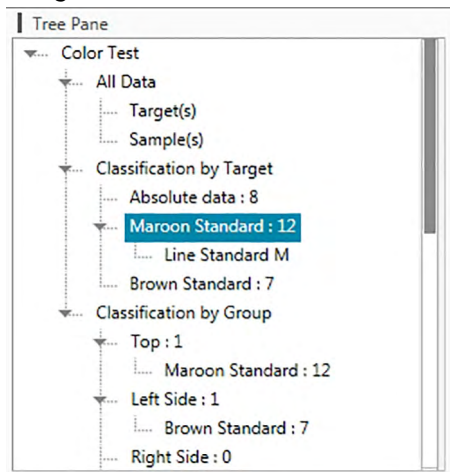 Tree Pane
Color Test
All Data
Target(s)
Sample(s)
Classification by Target
Absolute data : 8
Maroon Standard : 12
Line Standard M
Brown Standard : 7
Classification by Group
Top : 1
Maroon Standard : 12
Left Side : 1
Brown Standard : 7
Right Side : 0